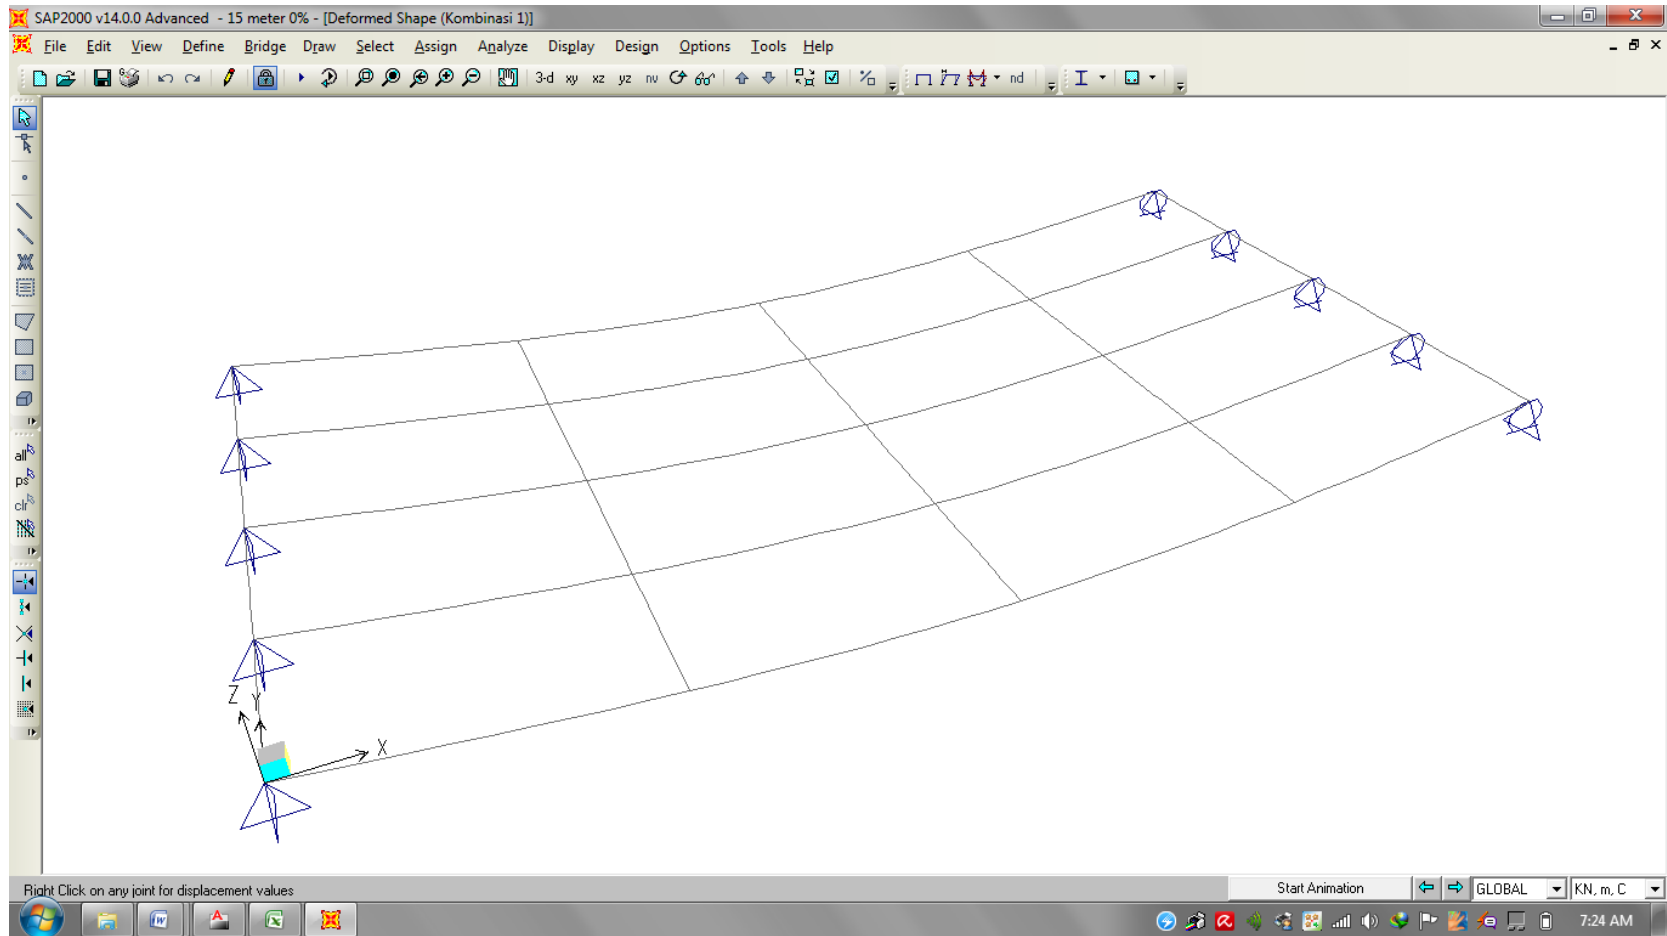 SAP2000 v14.0.0 Advanced - 15 meter 0% - [Deformed Shape (Kombinasi 1)]
File Edit View Define Bridge Draw Select Assign Analyze Display Design Options Tools Help
3-d xy xz yz nv nd
all
ps
clr
Z Y
X
Right Click on any joint for displacement values Start Animation GLOBAL KN, m, C
7:24 AM